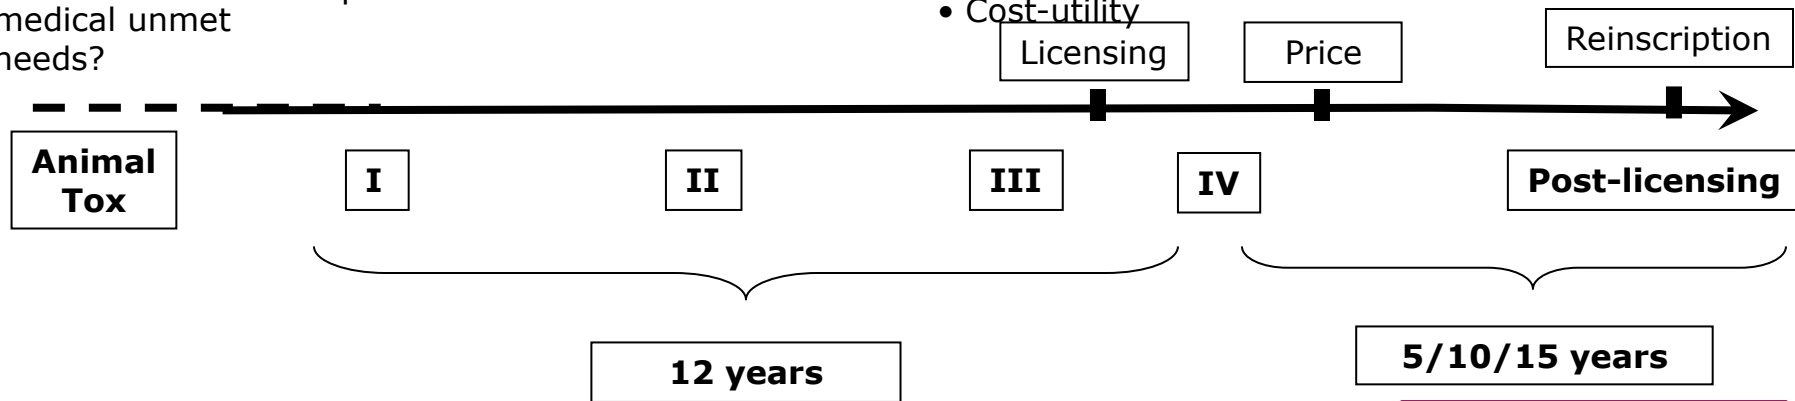 medical unmet
needs?
• Cost-utility
Licensing
Price
Reinscription
Animal
Tox
I
II
III
IV
Post-licensing
12 years
5/10/15 years